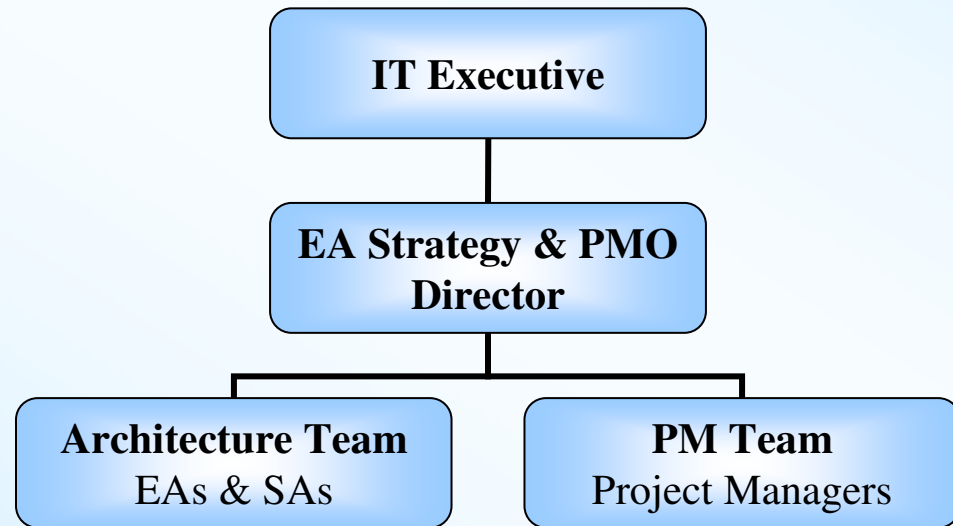 IT Executive
EA Strategy & PMO
Director
Architecture Team
EAs & SAs
PM Team
Project Managers